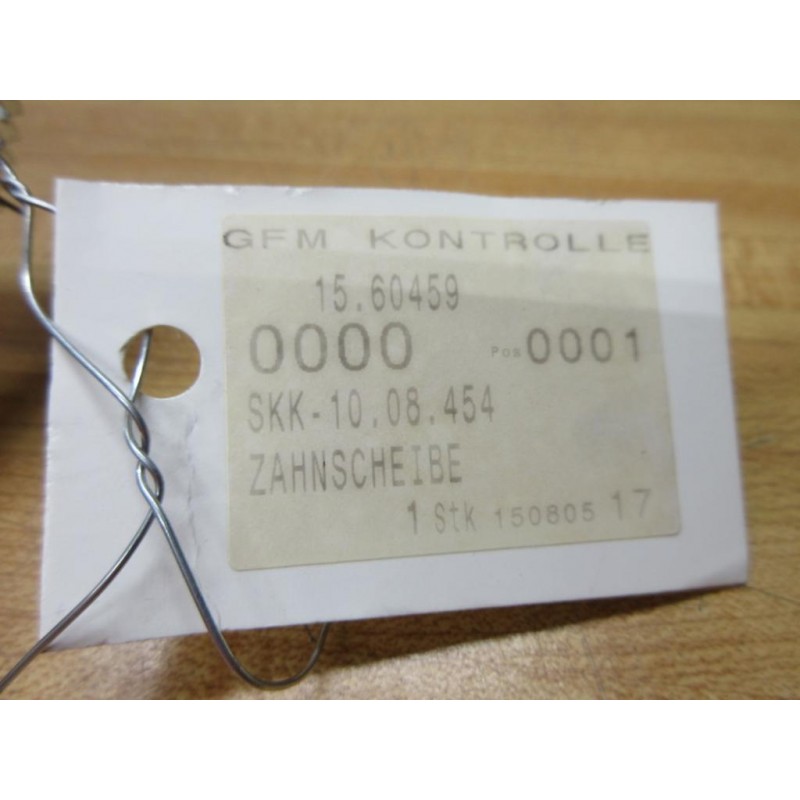 GFM KONTROLLE
15.60459
0000 Pos 0001
SKK-10.08.454
ZAHNSCHEIBE
1 Stk 150805 17